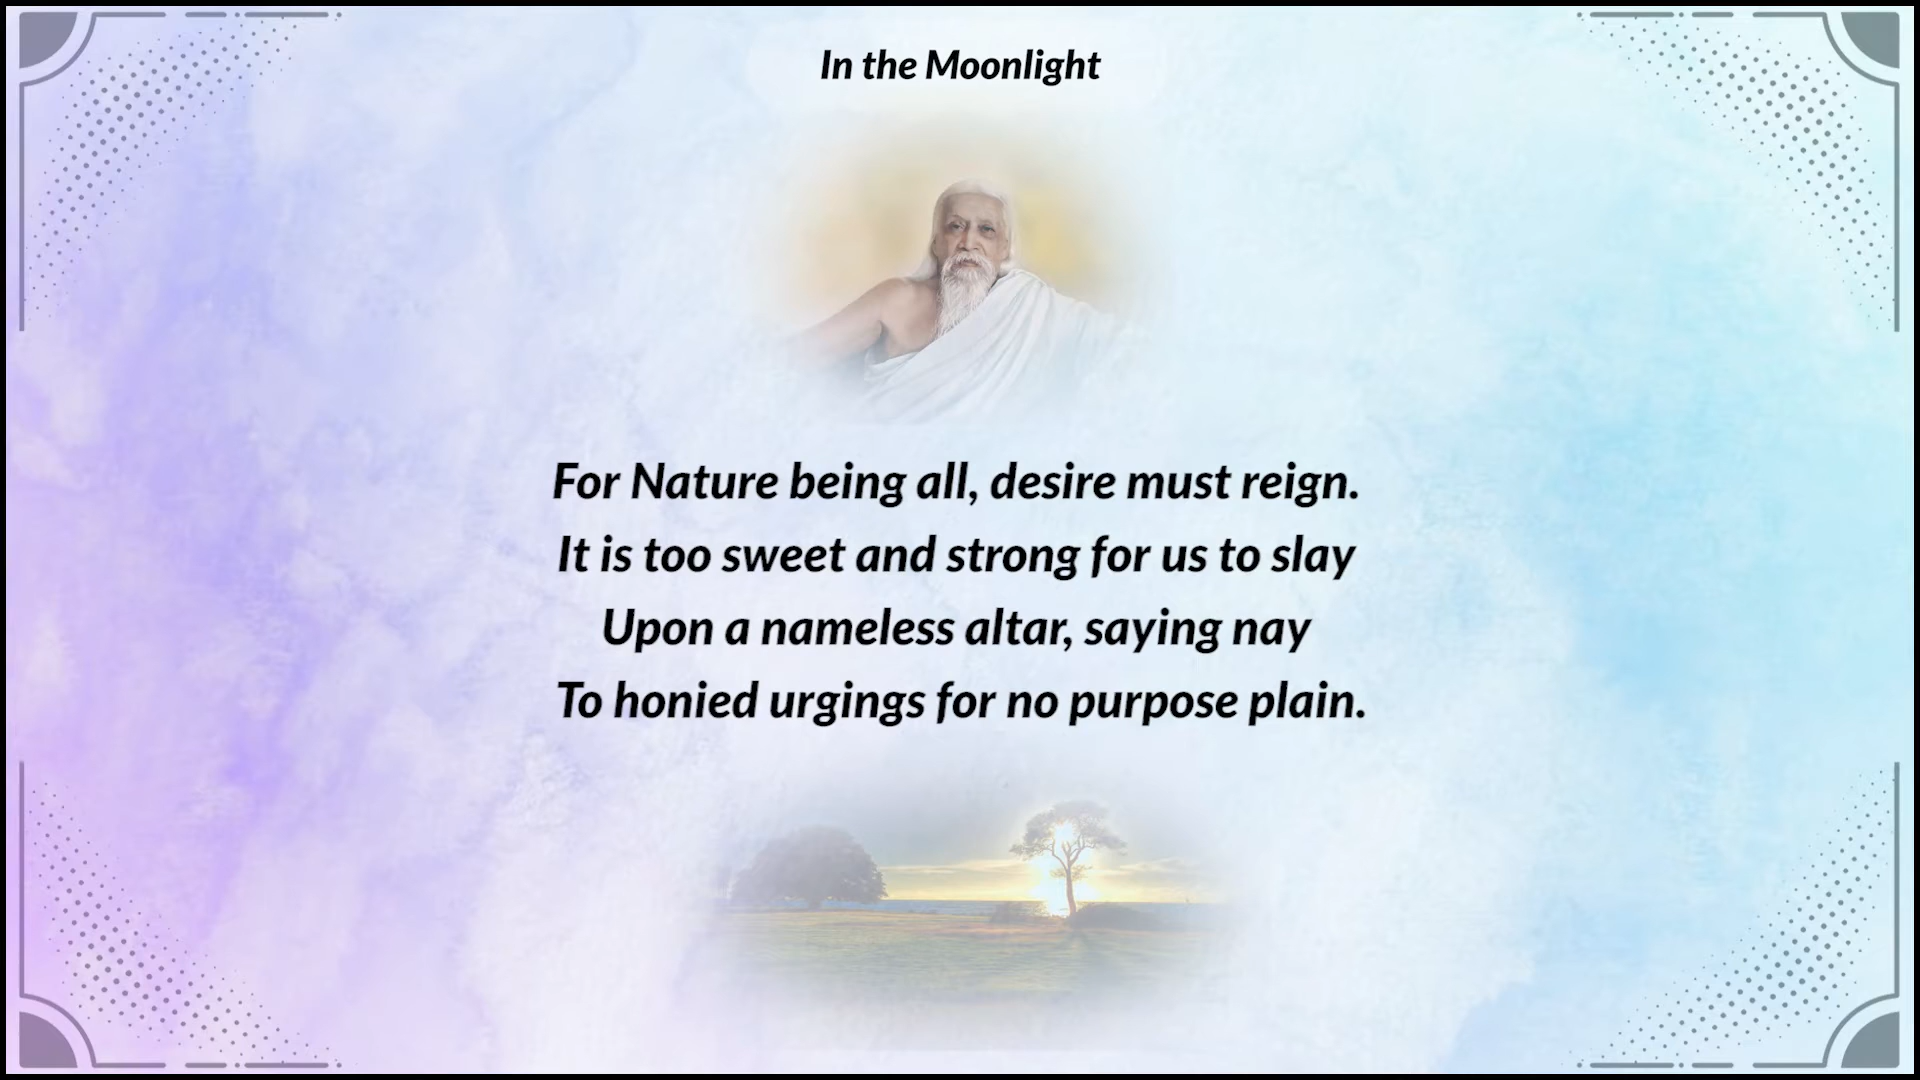 In the Moonlight
For Nature being all, desire must reign.
It is too sweet and strong for us to slay
Upon a nameless altar, saying nay
To honied urgings for no purpose plain.